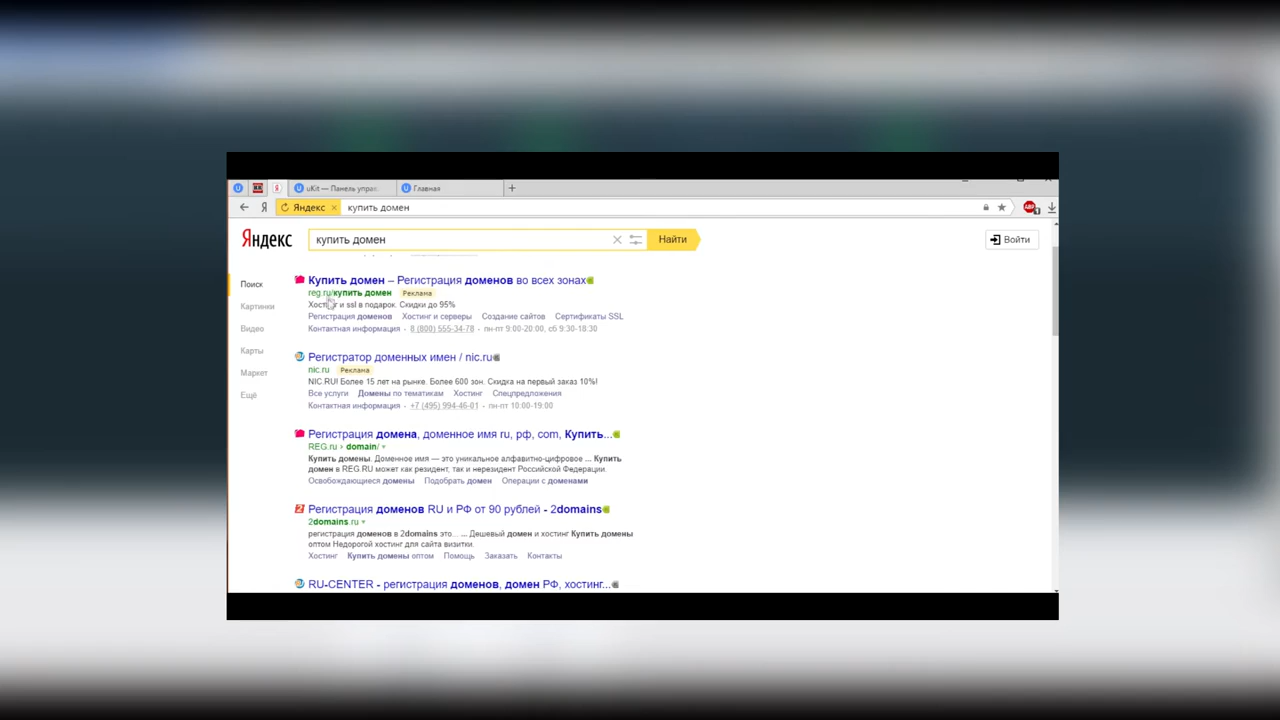 uKit — Панель управ.
Главная
Яндекс
купить домен
Яндекс
купить домен
Найти
Войти
Поиск
Картинки
Видео
Карты
Маркет
Ещё
Купить домен – Регистрация доменов во всех зонах
reg.ru/купить домен Реклама
Хостинг и ssl в подарок. Скидки до 95%
Регистрация доменов Хостинг и серверы Создание сайтов Сертификаты SSL
Контактная информация · 8 (800) 555-34-78 · пн-пт 9:00-20:00, сб 9:30-18:30
Регистратор доменных имен / nic.ru
nic.ru Реклама
NIC.RU! Более 15 лет на рынке. Более 600 зон. Скидка на первый заказ 10%!
Все услуги Домены по тематикам Хостинг Спецпредложения
Контактная информация · +7 (495) 994-46-01 · пн-пт 10:00-19:00
Регистрация домена, доменное имя ru, рф, com, Купить...
REG.ru › domain/
Купить домены. Доменное имя — это уникальное алфавитно-цифровое ... Купить
домен в REG.RU может как резидент, так и нерезидент Российской Федерации.
Освобождающиеся домены Подобрать домен Операции с доменами
Регистрация доменов RU и РФ от 90 рублей - 2domains
2domains.ru
регистрация доменов в 2domains это... ... Дешевый домен и хостинг Купить домены
оптом Недорогой хостинг для сайта визитки.
Хостинг Купить домены оптом Помощь Заказать Контакты
RU-CENTER - регистрация доменов, домен РФ, хостинг...